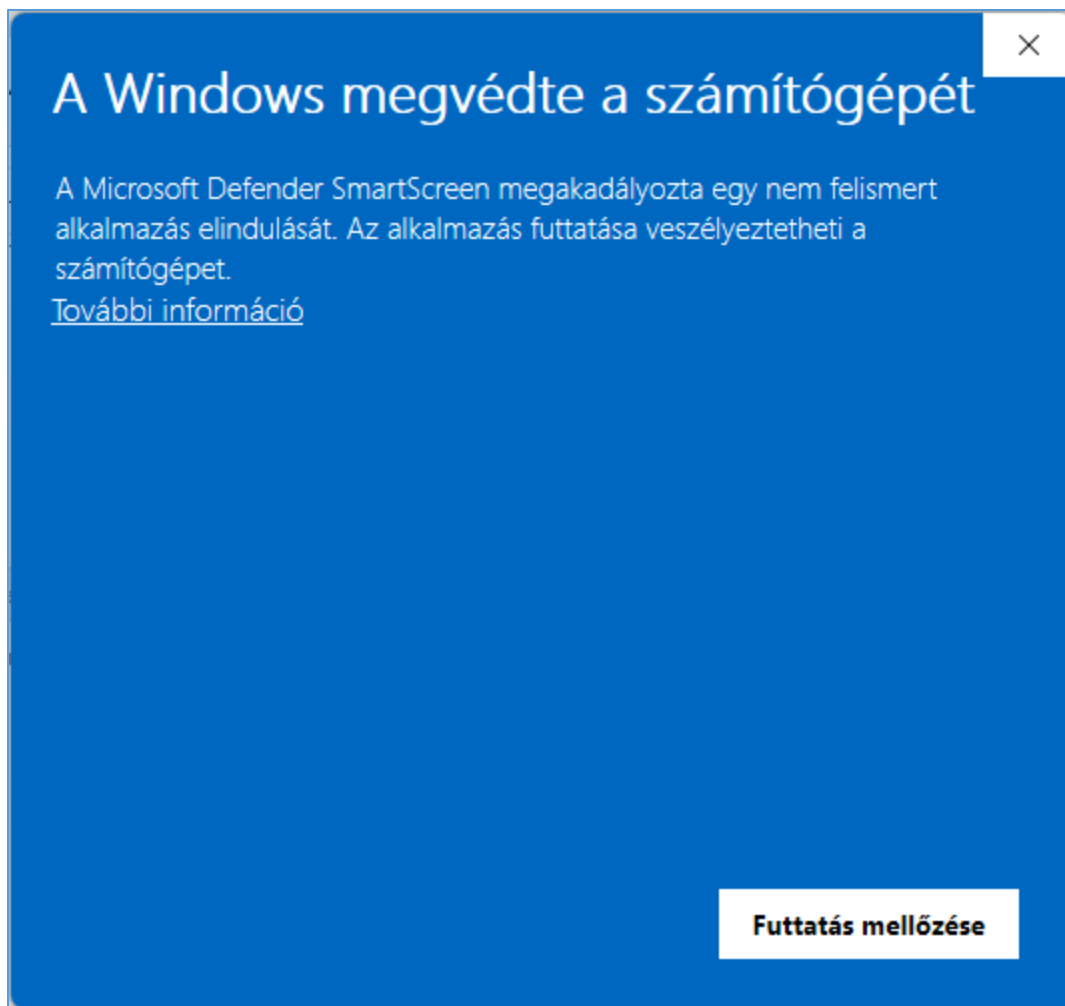 A Windows megvédte a számítógépét
A Microsoft Defender SmartScreen megakadályozta egy nem felismert
alkalmazás elindulását. Az alkalmazás futtatása veszélyeztetheti a
számítógépet.
További információ
Futtatás mellőzése